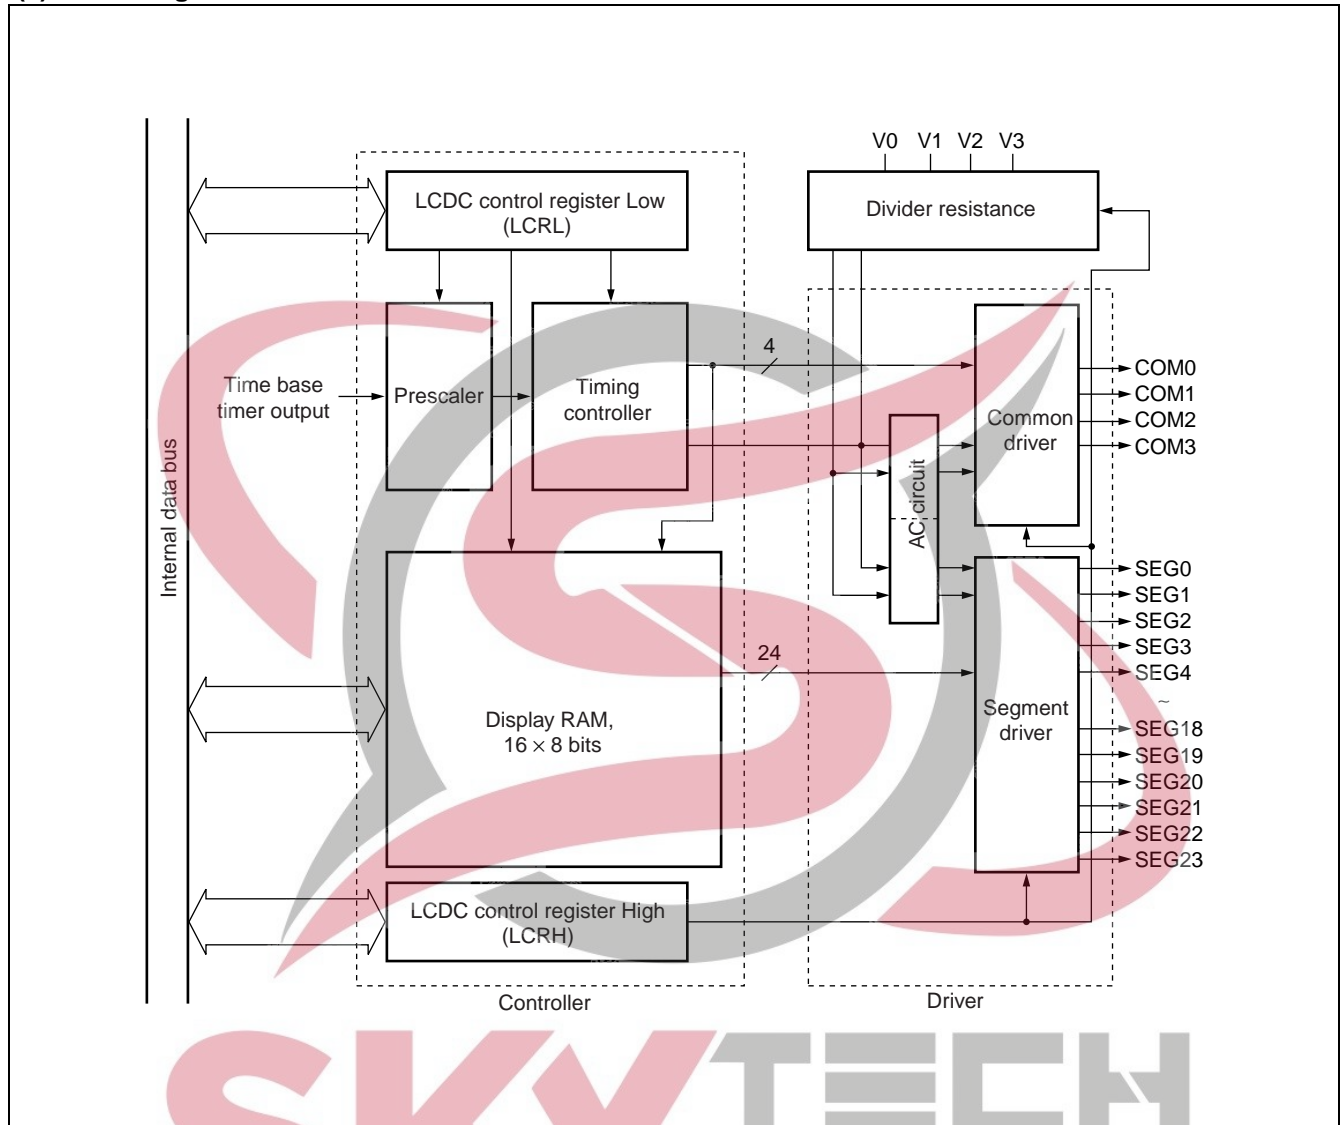 V0 V1 V2 V3
LCDC control register Low
(LCRL)
Divider resistance
4
Time base
timer output
Prescaler
Timing
controller
Common
driver
COM0
COM1
COM2
COM3
Internal data bus
AC circuit
SEG0
SEG1
SEG2
SEG3
SEG4
~
SEG18
SEG19
SEG20
SEG21
SEG22
SEG23
24
Display RAM,
16 × 8 bits
Segment
driver
LCDC control register High
(LCRH)
Controller
Driver
SKYTECH